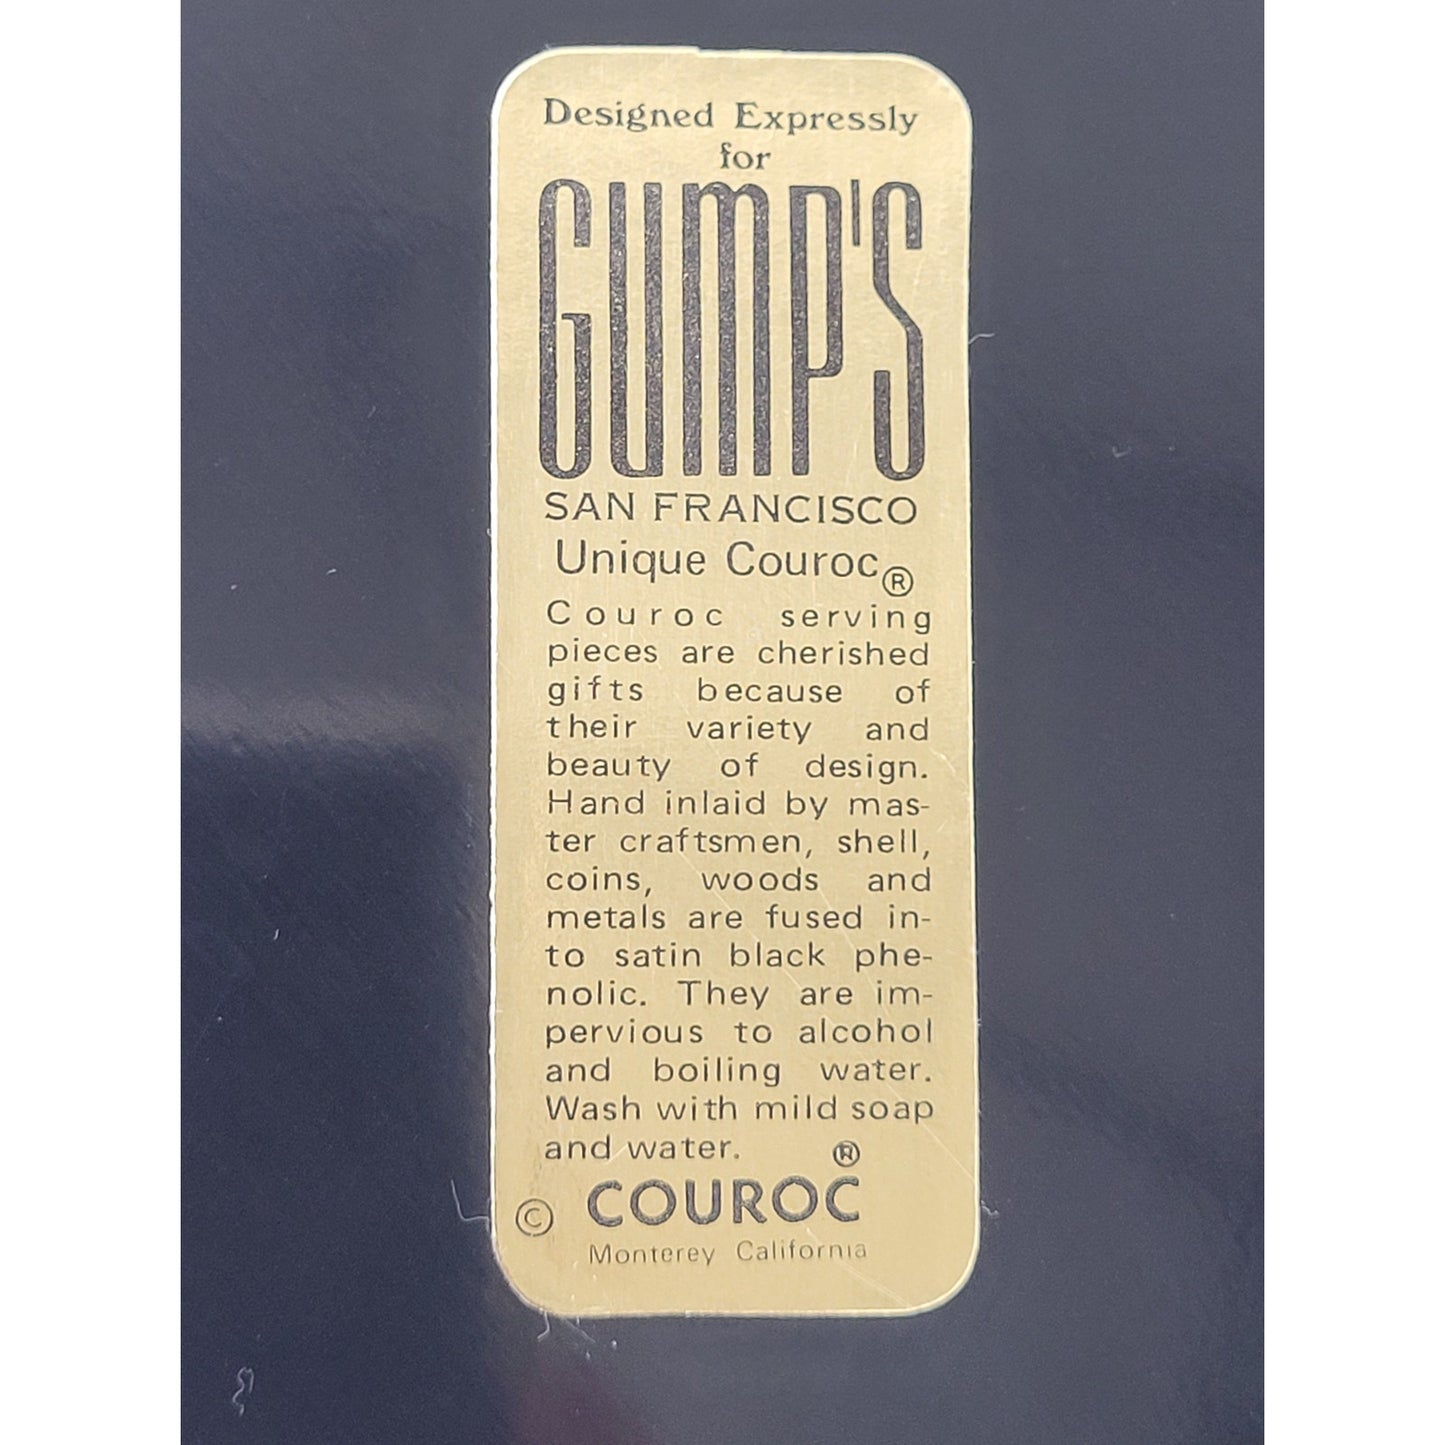 Designed Expressly
for
GUMP'S
SAN FRANCISCO
Unique Couroc®
Couroc serving
pieces are cherished
gifts because of
their variety and
beauty of design.
Hand inlaid by mas-
ter craftsmen, shell,
coins, woods and
metals are fused in-
to satin black phe-
nolic. They are im-
pervious to alcohol
and boiling water.
Wash with mild soap
and water.
© COUROC®
Monterey California